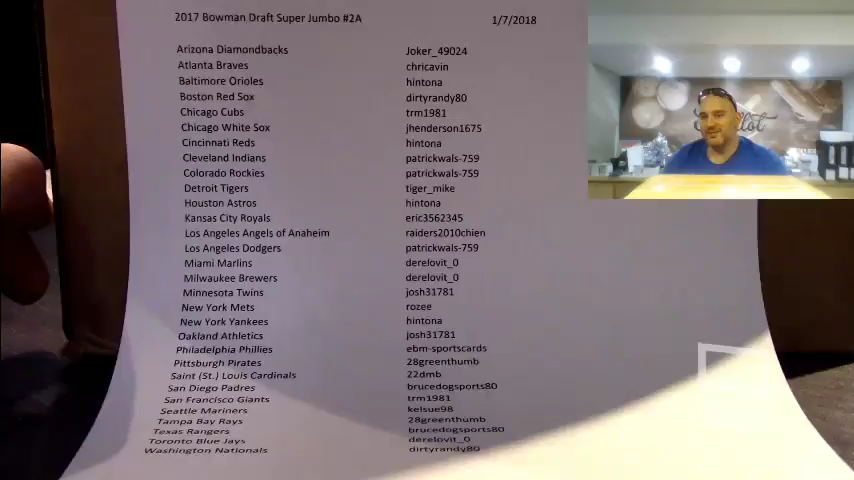 2017 Bowman Draft Super Jumbo #2A 1/7/2018
Arizona Diamondbacks Joker_49024
Atlanta Braves chricavin
Baltimore Orioles hintona
Boston Red Sox dirtyrandy80
Chicago Cubs trm1981
Chicago White Sox jhenderson1675
Cincinnati Reds hintona
Cleveland Indians patrickwals-759
Colorado Rockies patrickwals-759
Detroit Tigers tiger_mike
Houston Astros hintona
Kansas City Royals eric3562345
Los Angeles Angels of Anaheim raiders2010chien
Los Angeles Dodgers patrickwals-759
Miami Marlins derelovit_0
Milwaukee Brewers derelovit_0
Minnesota Twins josh31781
New York Mets rozee
New York Yankees hintona
Oakland Athletics josh31781
Philadelphia Phillies ebm-sportscards
Pittsburgh Pirates 28greenthumb
Saint (St.) Louis Cardinals 22dmb
San Diego Padres brucedogsports80
San Francisco Giants trm1981
Seattle Mariners kelsue98
Tampa Bay Rays 28greenthumb
Texas Rangers brucedogsports80
Toronto Blue Jays derelovit_0
Washington Nationals dirtyrandy80